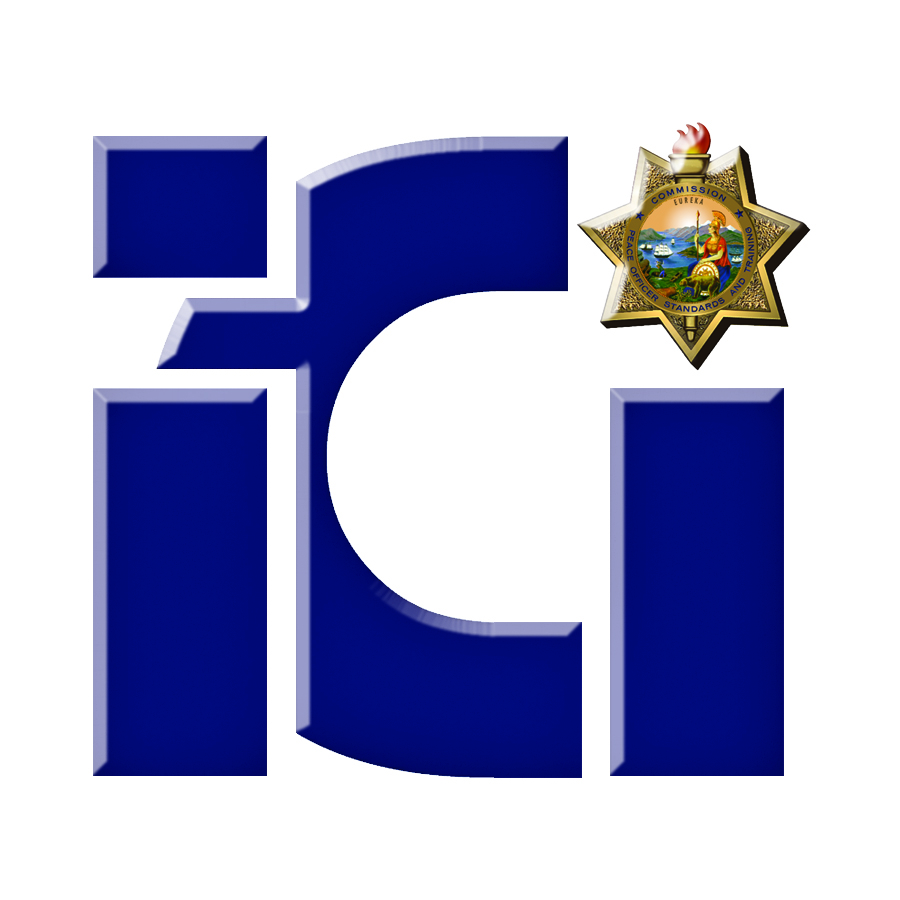 iCi
COMMISSION
EUREKA
PEACE OFFICER STANDARDS AND TRAINING